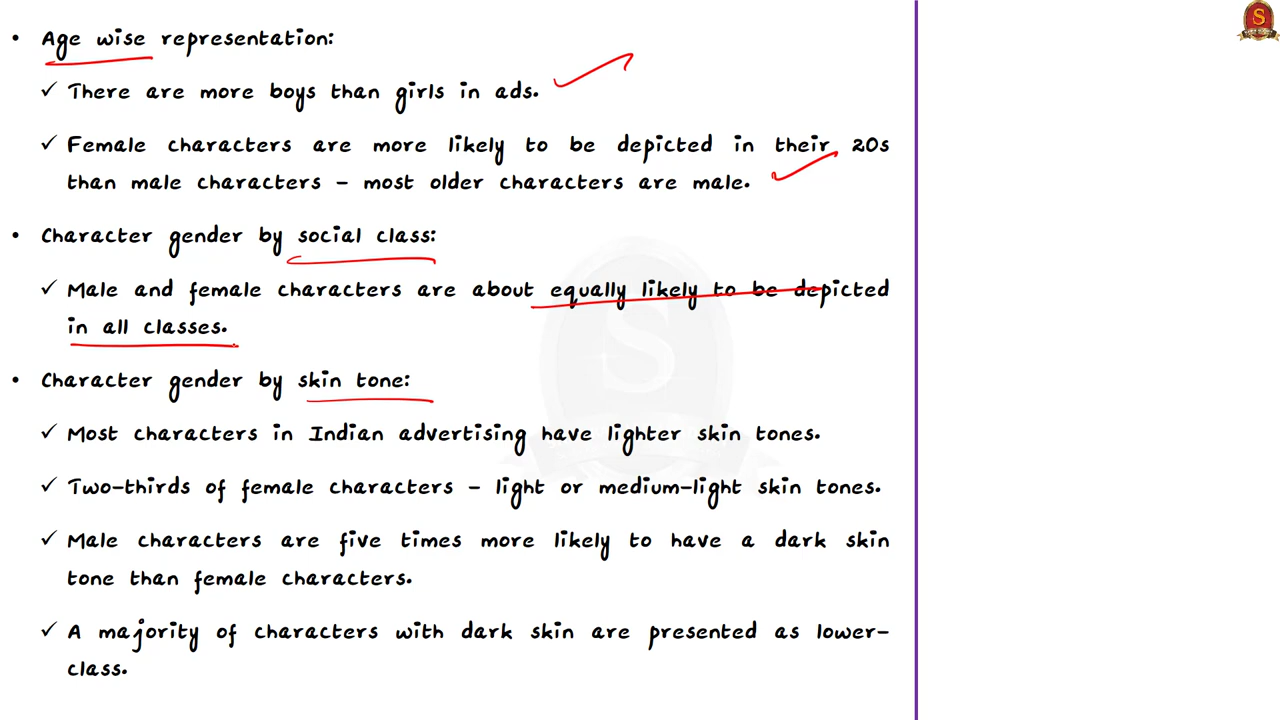 • Age wise representation:
✓ There are more boys than girls in ads.
✓ Female characters are more likely to be depicted in their 20s
than male characters – most older characters are male.
• Character gender by social class:
✓ Male and female characters are about equally likely to be depicted
in all classes.
• Character gender by skin tone:
✓ Most characters in Indian advertising have lighter skin tones.
✓ Two-thirds of female characters – light or medium-light skin tones.
✓ Male characters are five times more likely to have a dark skin
tone than female characters.
✓ A majority of characters with dark skin are presented as lower-
class.